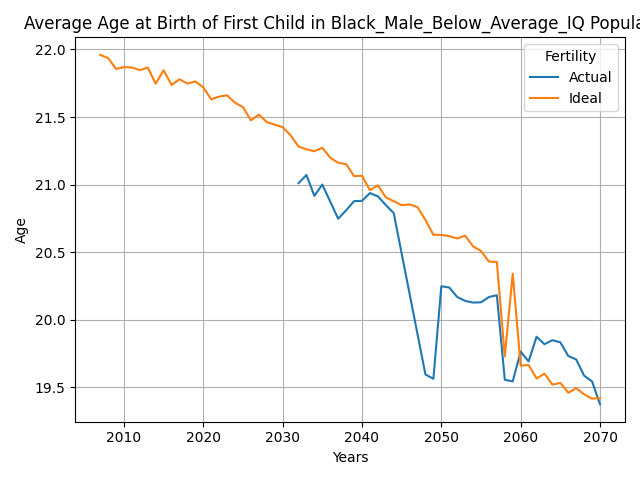 Average Age at Birth of First Child in Black_Male_Below_Average_IQ Popula
Fertility
Actual
Ideal
22.0
21.5
21.0
20.5
20.0
19.5
Age
2010 2020 2030 2040 2050 2060 2070
Years